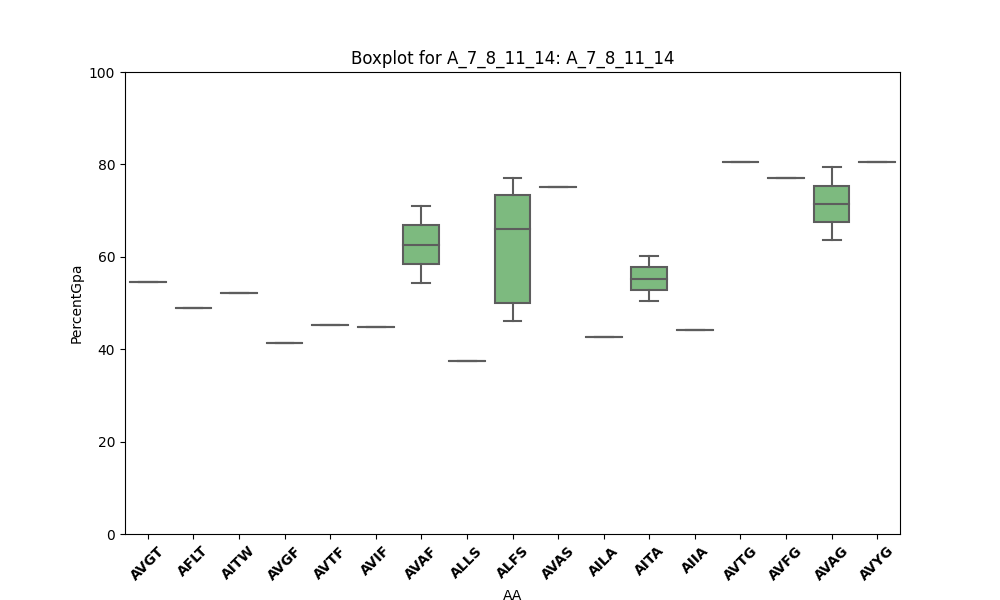 Boxplot for A_7_8_11_14: A_7_8_11_14
100
80
60
40
20
0
PercentGpa
AVGT
AFLT
AITW
AVGF
AVTF
AVIF
AVAF
ALLS
ALFS
AVAS
AILA
AITA
AIIA
AVTG
AVFG
AVAG
AVYG
AA